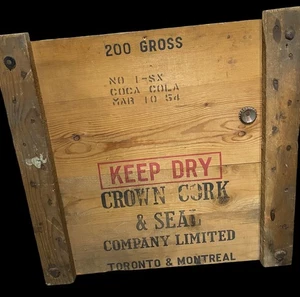 200 GROSS
NO 1-SX
COCA COLA
MAR 10 54
KEEP DRY
CROWN CORK
& SEAL
COMPANY LIMITED
TORONTO & MONTREAL